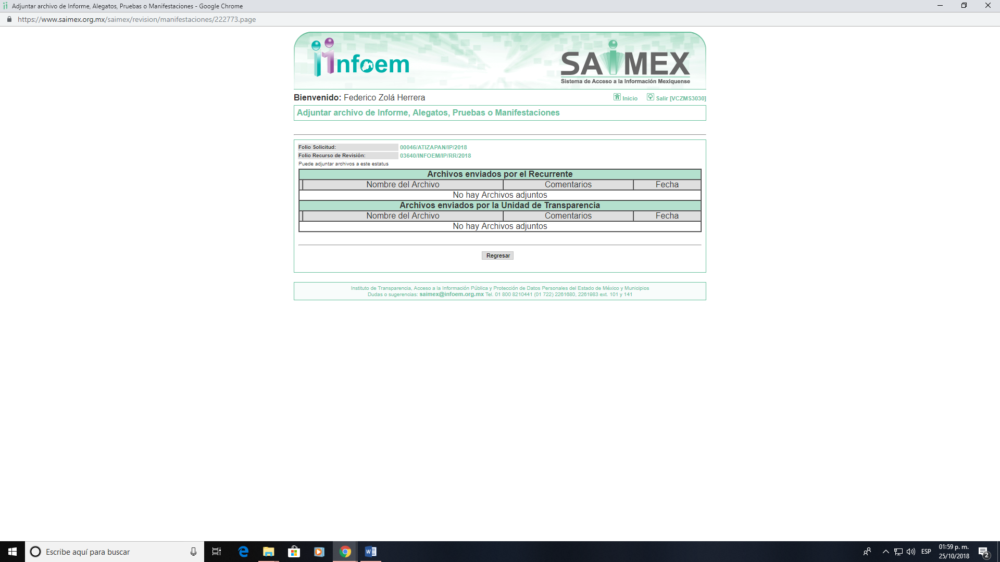 Adjuntar archivo de Informe, Alegatos, Pruebas o Manifestaciones - Google Chrome
https://www.saimex.org.mx/saimex/revision/manifestaciones/222773.page
infoem
SAIMEX
Sistema de Acceso a la Información Mexiquense
Bienvenido: Federico Zolá Herrera
Inicio Salir [VCZMS3030]
Adjuntar archivo de Informe, Alegatos, Pruebas o Manifestaciones
Folio Solicitud: 00046/ATIZAPAN/IP/2018
Folio Recurso de Revisión: 03640/INFOEM/IP/RR/2018
Puede adjuntar archivos a este estatus
Archivos enviados por el Recurrente
Nombre del Archivo Comentarios Fecha
No hay Archivos adjuntos
Archivos enviados por la Unidad de Transparencia
Nombre del Archivo Comentarios Fecha
No hay Archivos adjuntos
Regresar
Instituto de Transparencia, Acceso a la Información Pública y Protección de Datos Personales del Estado de México y Municipios
Dudas o sugerencias: saimex@infoem.org.mx Tel. 01 800 8210441 (01 722) 2261680, 2261983 ext. 101 y 141
Escribe aquí para buscar
ESP
01:59 p. m.
25/10/2018
2